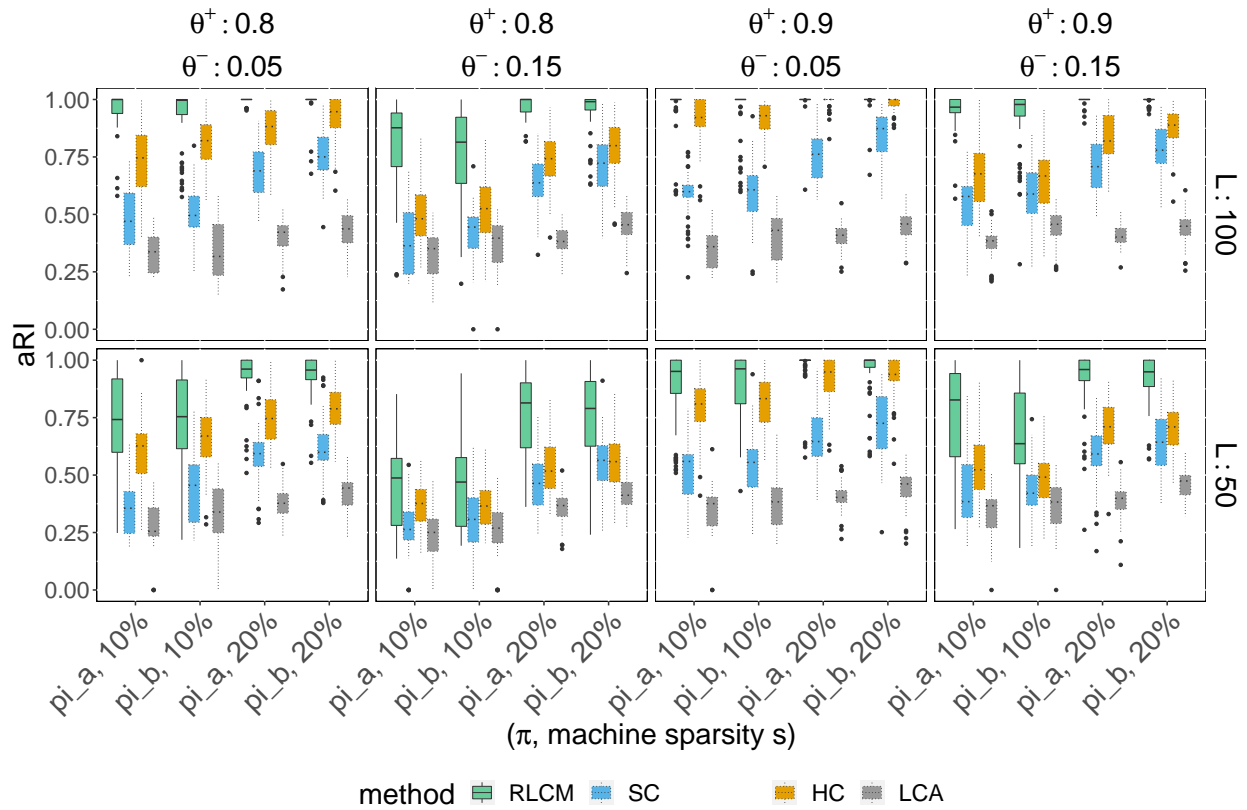 θ⁺ : 0.8 θ⁺ : 0.8 θ⁺ : 0.9 θ⁺ : 0.9
θ⁻ : 0.05 θ⁻ : 0.15 θ⁻ : 0.05 θ⁻ : 0.15
1.00
0.75
0.50
0.25
0.00
L : 100
aRI
1.00
0.75
0.50
0.25
0.00
L : 50
pi_a, 10% pi_b, 10% pi_a, 20% pi_b, 20% pi_a, 10% pi_b, 10% pi_a, 20% pi_b, 20% pi_a, 10% pi_b, 10% pi_a, 20% pi_b, 20% pi_a, 10% pi_b, 10% pi_a, 20% pi_b, 20%
(π, machine sparsity s)
method RLCM SC HC LCA